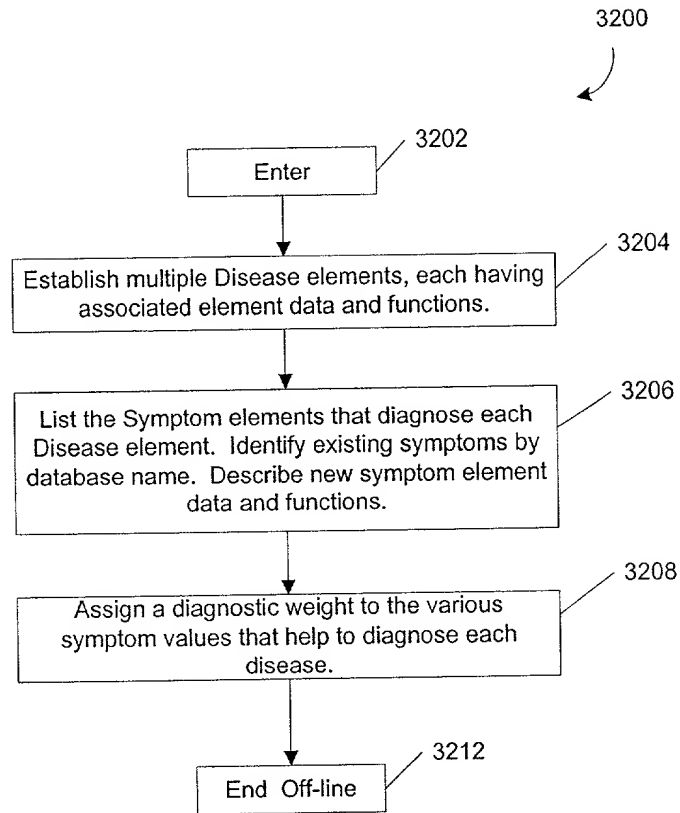 3200
3202
Enter
3204
Establish multiple Disease elements, each having
associated element data and functions.
3206
List the Symptom elements that diagnose each
Disease element. Identify existing symptoms by
database name. Describe new symptom element
data and functions.
3208
Assign a diagnostic weight to the various
symptom values that help to diagnose each
disease.
3212
End Off-line